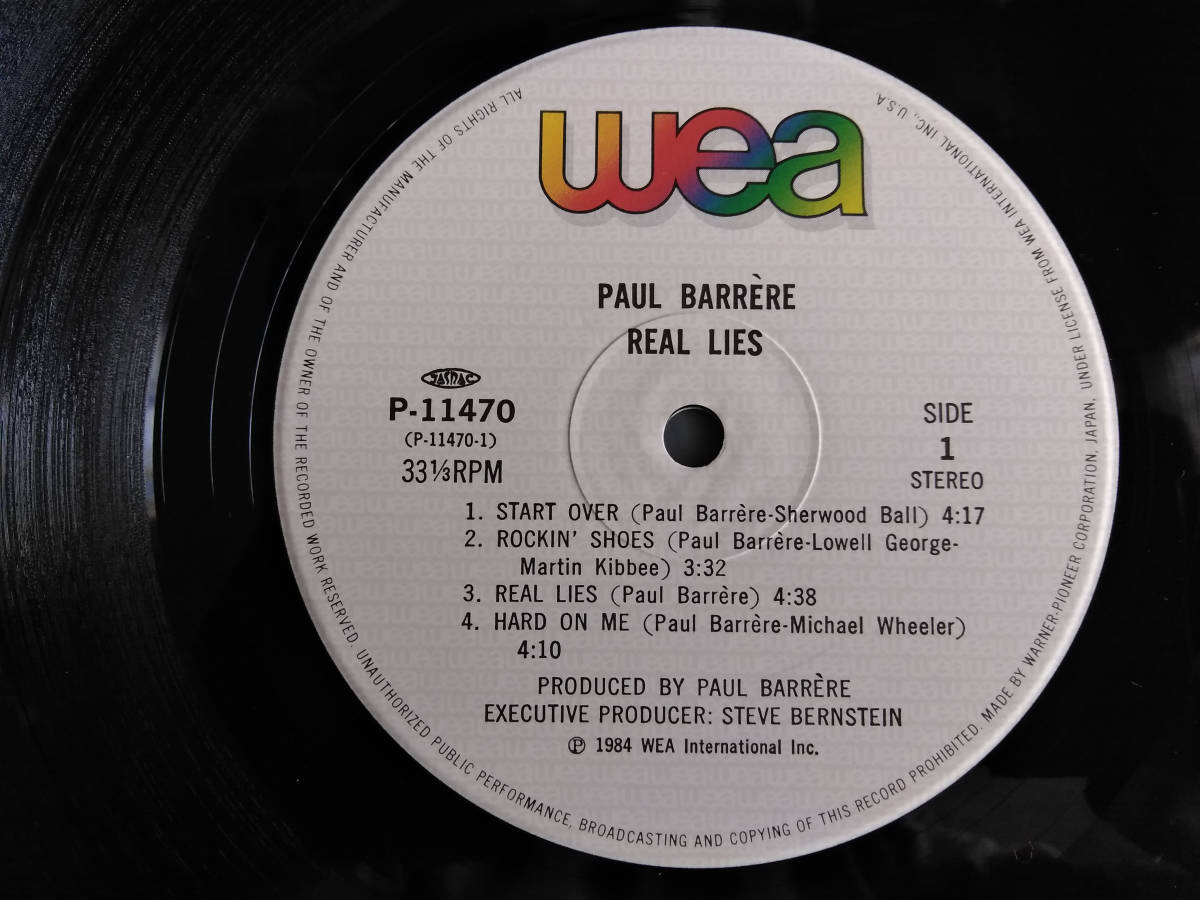 wea
PAUL BARRÈRE
REAL LIES
JASRAC
P-11470
(P-11470-1)
33⅓RPM
SIDE
1
STEREO
1. START OVER (Paul Barrère-Sherwood Ball) 4:17
2. ROCKIN' SHOES (Paul Barrère-Lowell George-
Martin Kibbee) 3:32
3. REAL LIES (Paul Barrère) 4:38
4. HARD ON ME (Paul Barrère-Michael Wheeler)
4:10
PRODUCED BY PAUL BARRÈRE
EXECUTIVE PRODUCER: STEVE BERNSTEIN
Ⓟ 1984 WEA International Inc.
ALL RIGHTS OF THE MANUFACTURER AND OF THE OWNER OF THE RECORDED WORK RESERVED. UNAUTHORIZED PUBLIC PERFORMANCE, BROADCASTING AND COPYING OF THIS RECORD PROHIBITED. MADE BY WARNER-PIONEER CORPORATION, JAPAN, UNDER LICENSE FROM WEA INTERNATIONAL INC., U.S.A.